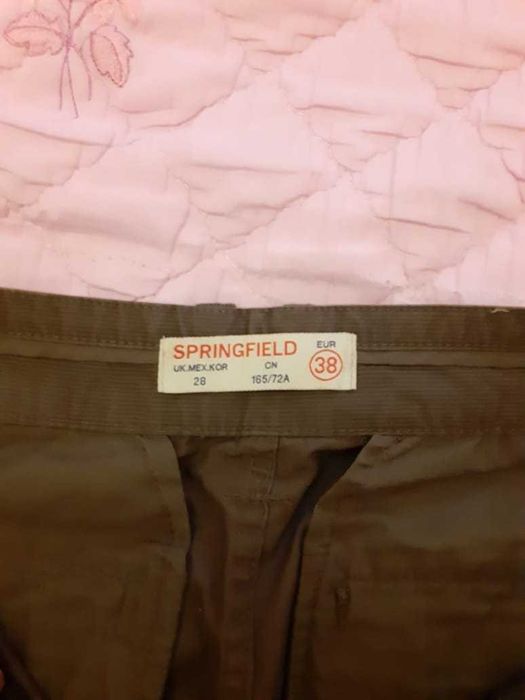 SPRINGFIELD
EUR
38
UK.MEX.KOR
28
CN
165/72A